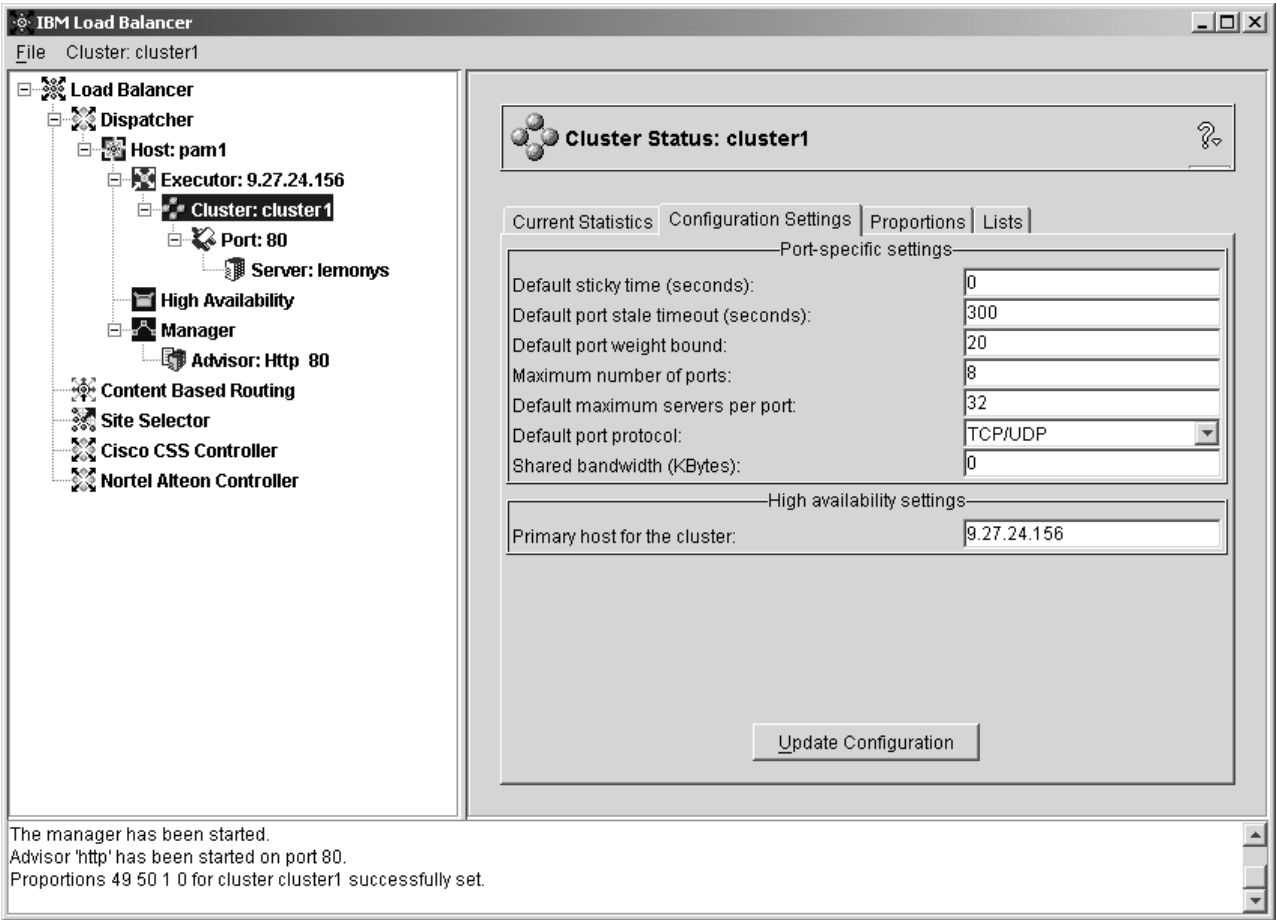 IBM Load Balancer
File Cluster: cluster1
Load Balancer
Dispatcher
Host: pam1
Executor: 9.27.24.156
Cluster: cluster1
Port: 80
Server: lemonys
High Availability
Manager
Advisor: Http 80
Content Based Routing
Site Selector
Cisco CSS Controller
Nortel Alteon Controller
Cluster Status: cluster1
?
Current Statistics Configuration Settings Proportions Lists
Port-specific settings
Default sticky time (seconds): 0
Default port stale timeout (seconds): 300
Default port weight bound: 20
Maximum number of ports: 8
Default maximum servers per port: 32
Default port protocol: TCP/UDP
Shared bandwidth (KBytes): 0
High availability settings
Primary host for the cluster: 9.27.24.156
Update Configuration
The manager has been started.
Advisor 'http' has been started on port 80.
Proportions 49 50 1 0 for cluster cluster1 successfully set.